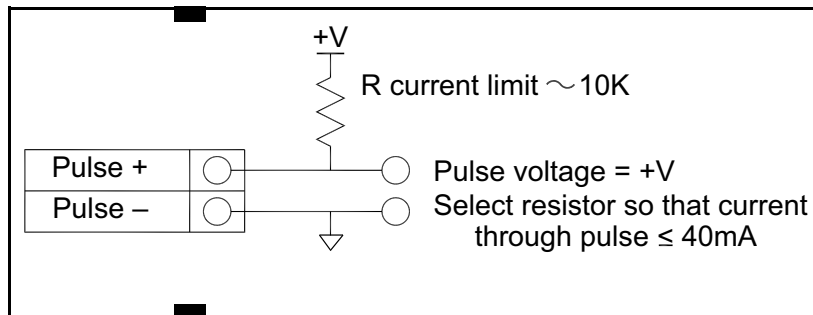 +V
R current limit ～10K
Pulse +
Pulse voltage = +V
Pulse –
Select resistor so that current
through pulse ≤ 40mA